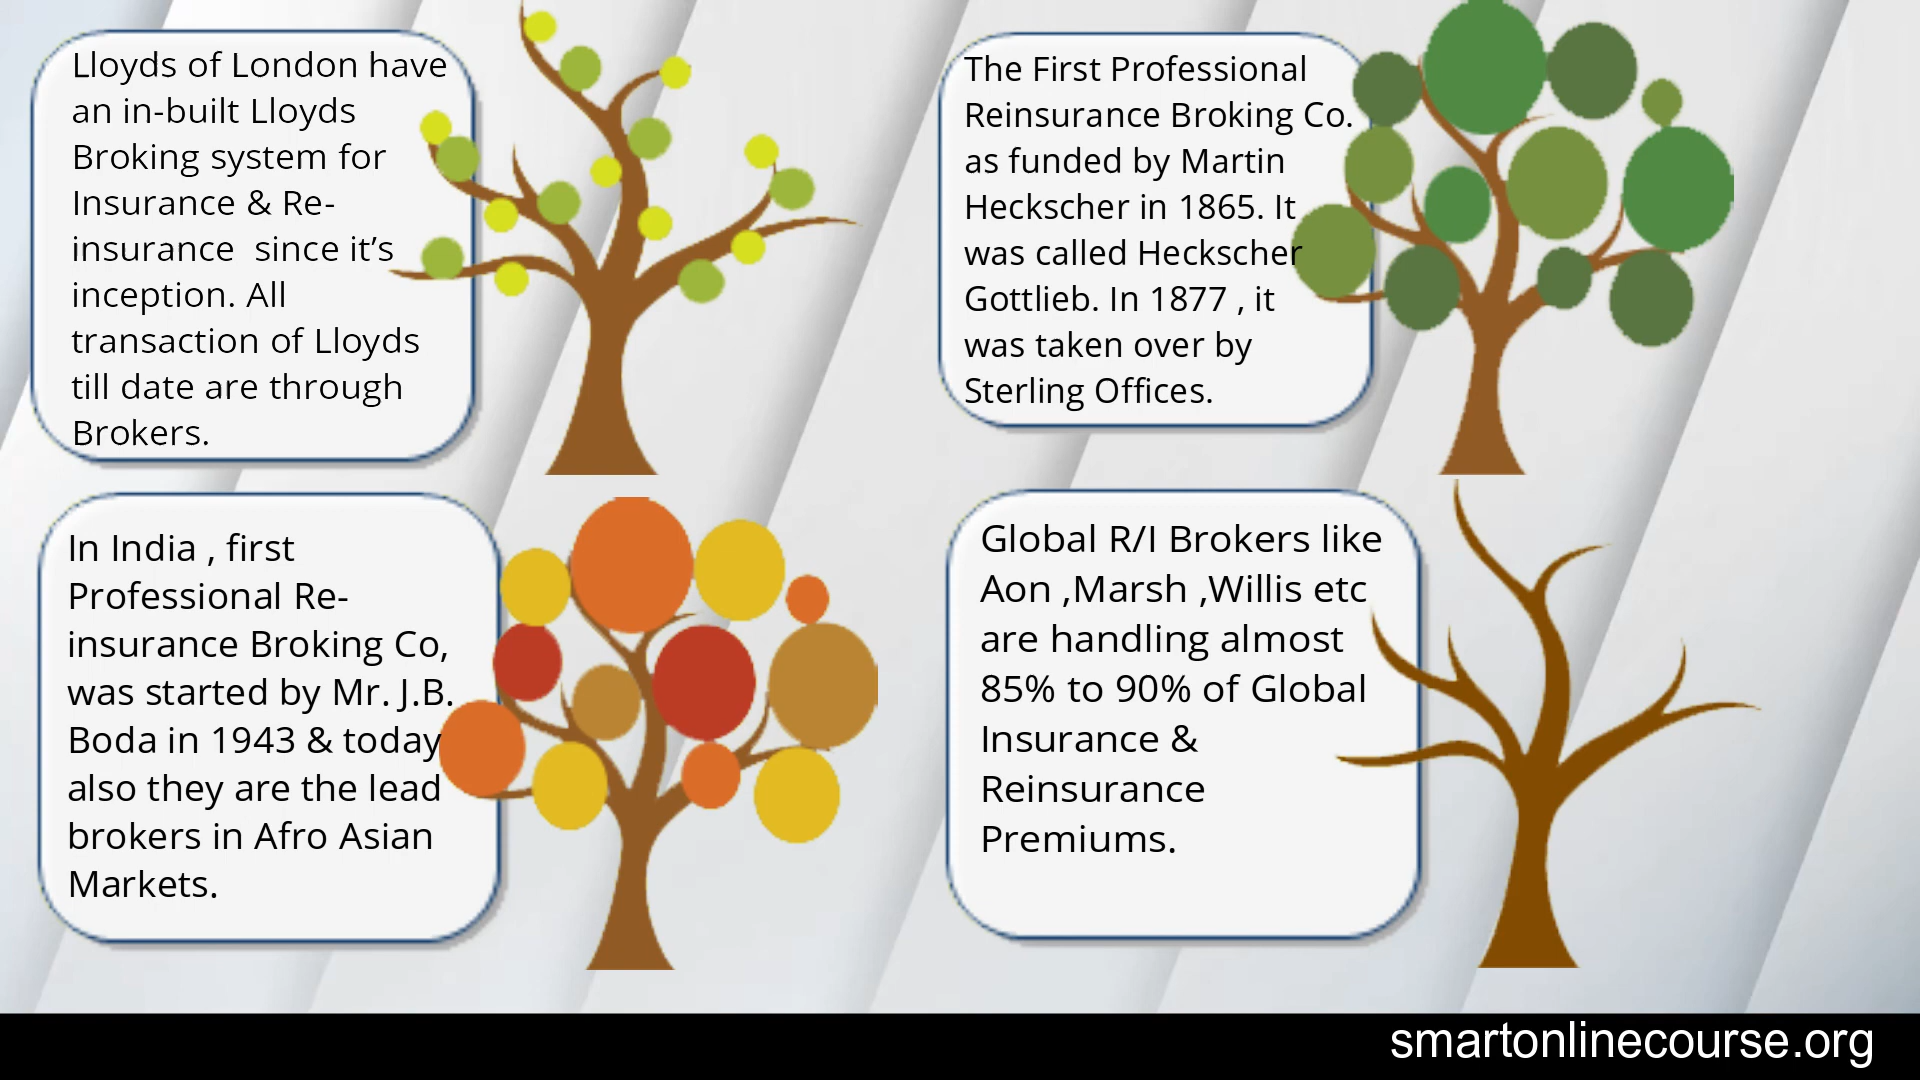 Lloyds of London have
an in-built Lloyds
Broking system for
Insurance & Re-
insurance  since it’s
inception. All
transaction of Lloyds
till date are through
Brokers.
The First Professional
Reinsurance Broking Co.
as funded by Martin
Heckscher in 1865. It
was called Heckscher
Gottlieb. In 1877 , it
was taken over by
Sterling Offices.
In India , first
Professional Re-
insurance Broking Co,
was started by Mr. J.B.
Boda in 1943 & today
also they are the lead
brokers in Afro Asian
Markets.
Global R/I Brokers like
Aon ,Marsh ,Willis etc
are handling almost
85% to 90% of Global
Insurance &
Reinsurance
Premiums.
smartonlinecourse.org